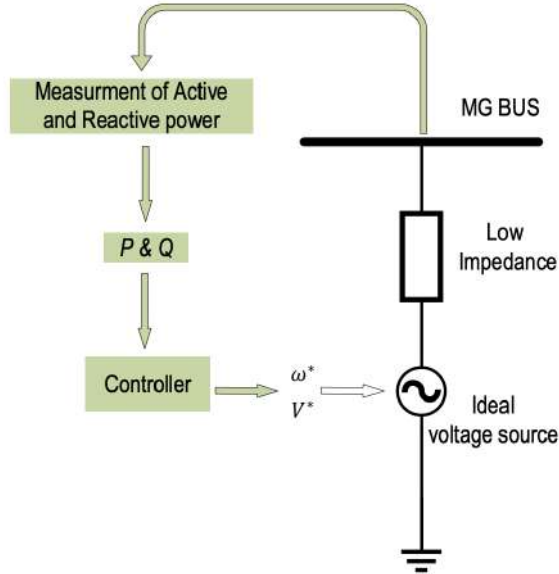 Measurment of Active
and Reactive power
MG BUS
P & Q
Low
Impedance
Controller
ω*
V*
Ideal
voltage source